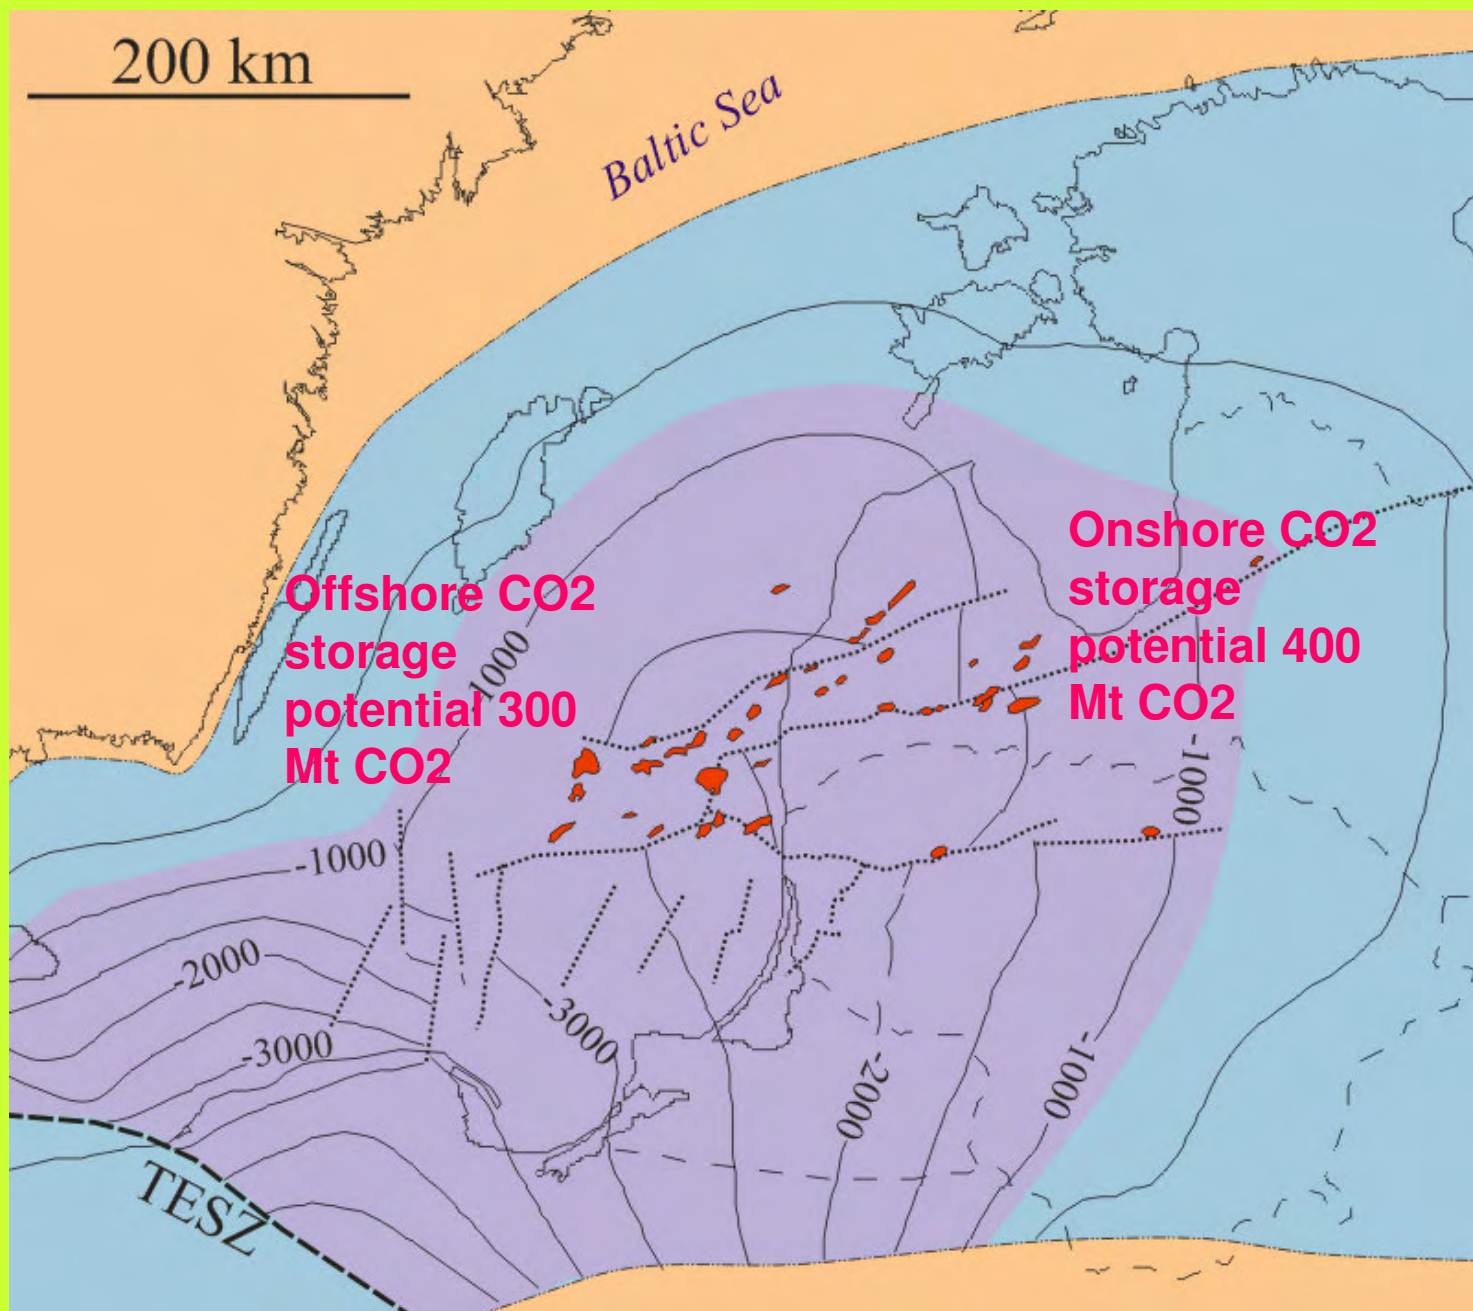 200 km
Baltic Sea
Onshore CO2
storage
potential 400
Mt CO2
Offshore CO2
storage
potential 300
Mt CO2
1000
-1000
-1000
-2000
-3000
-3000
-2000
-1000
TESZ